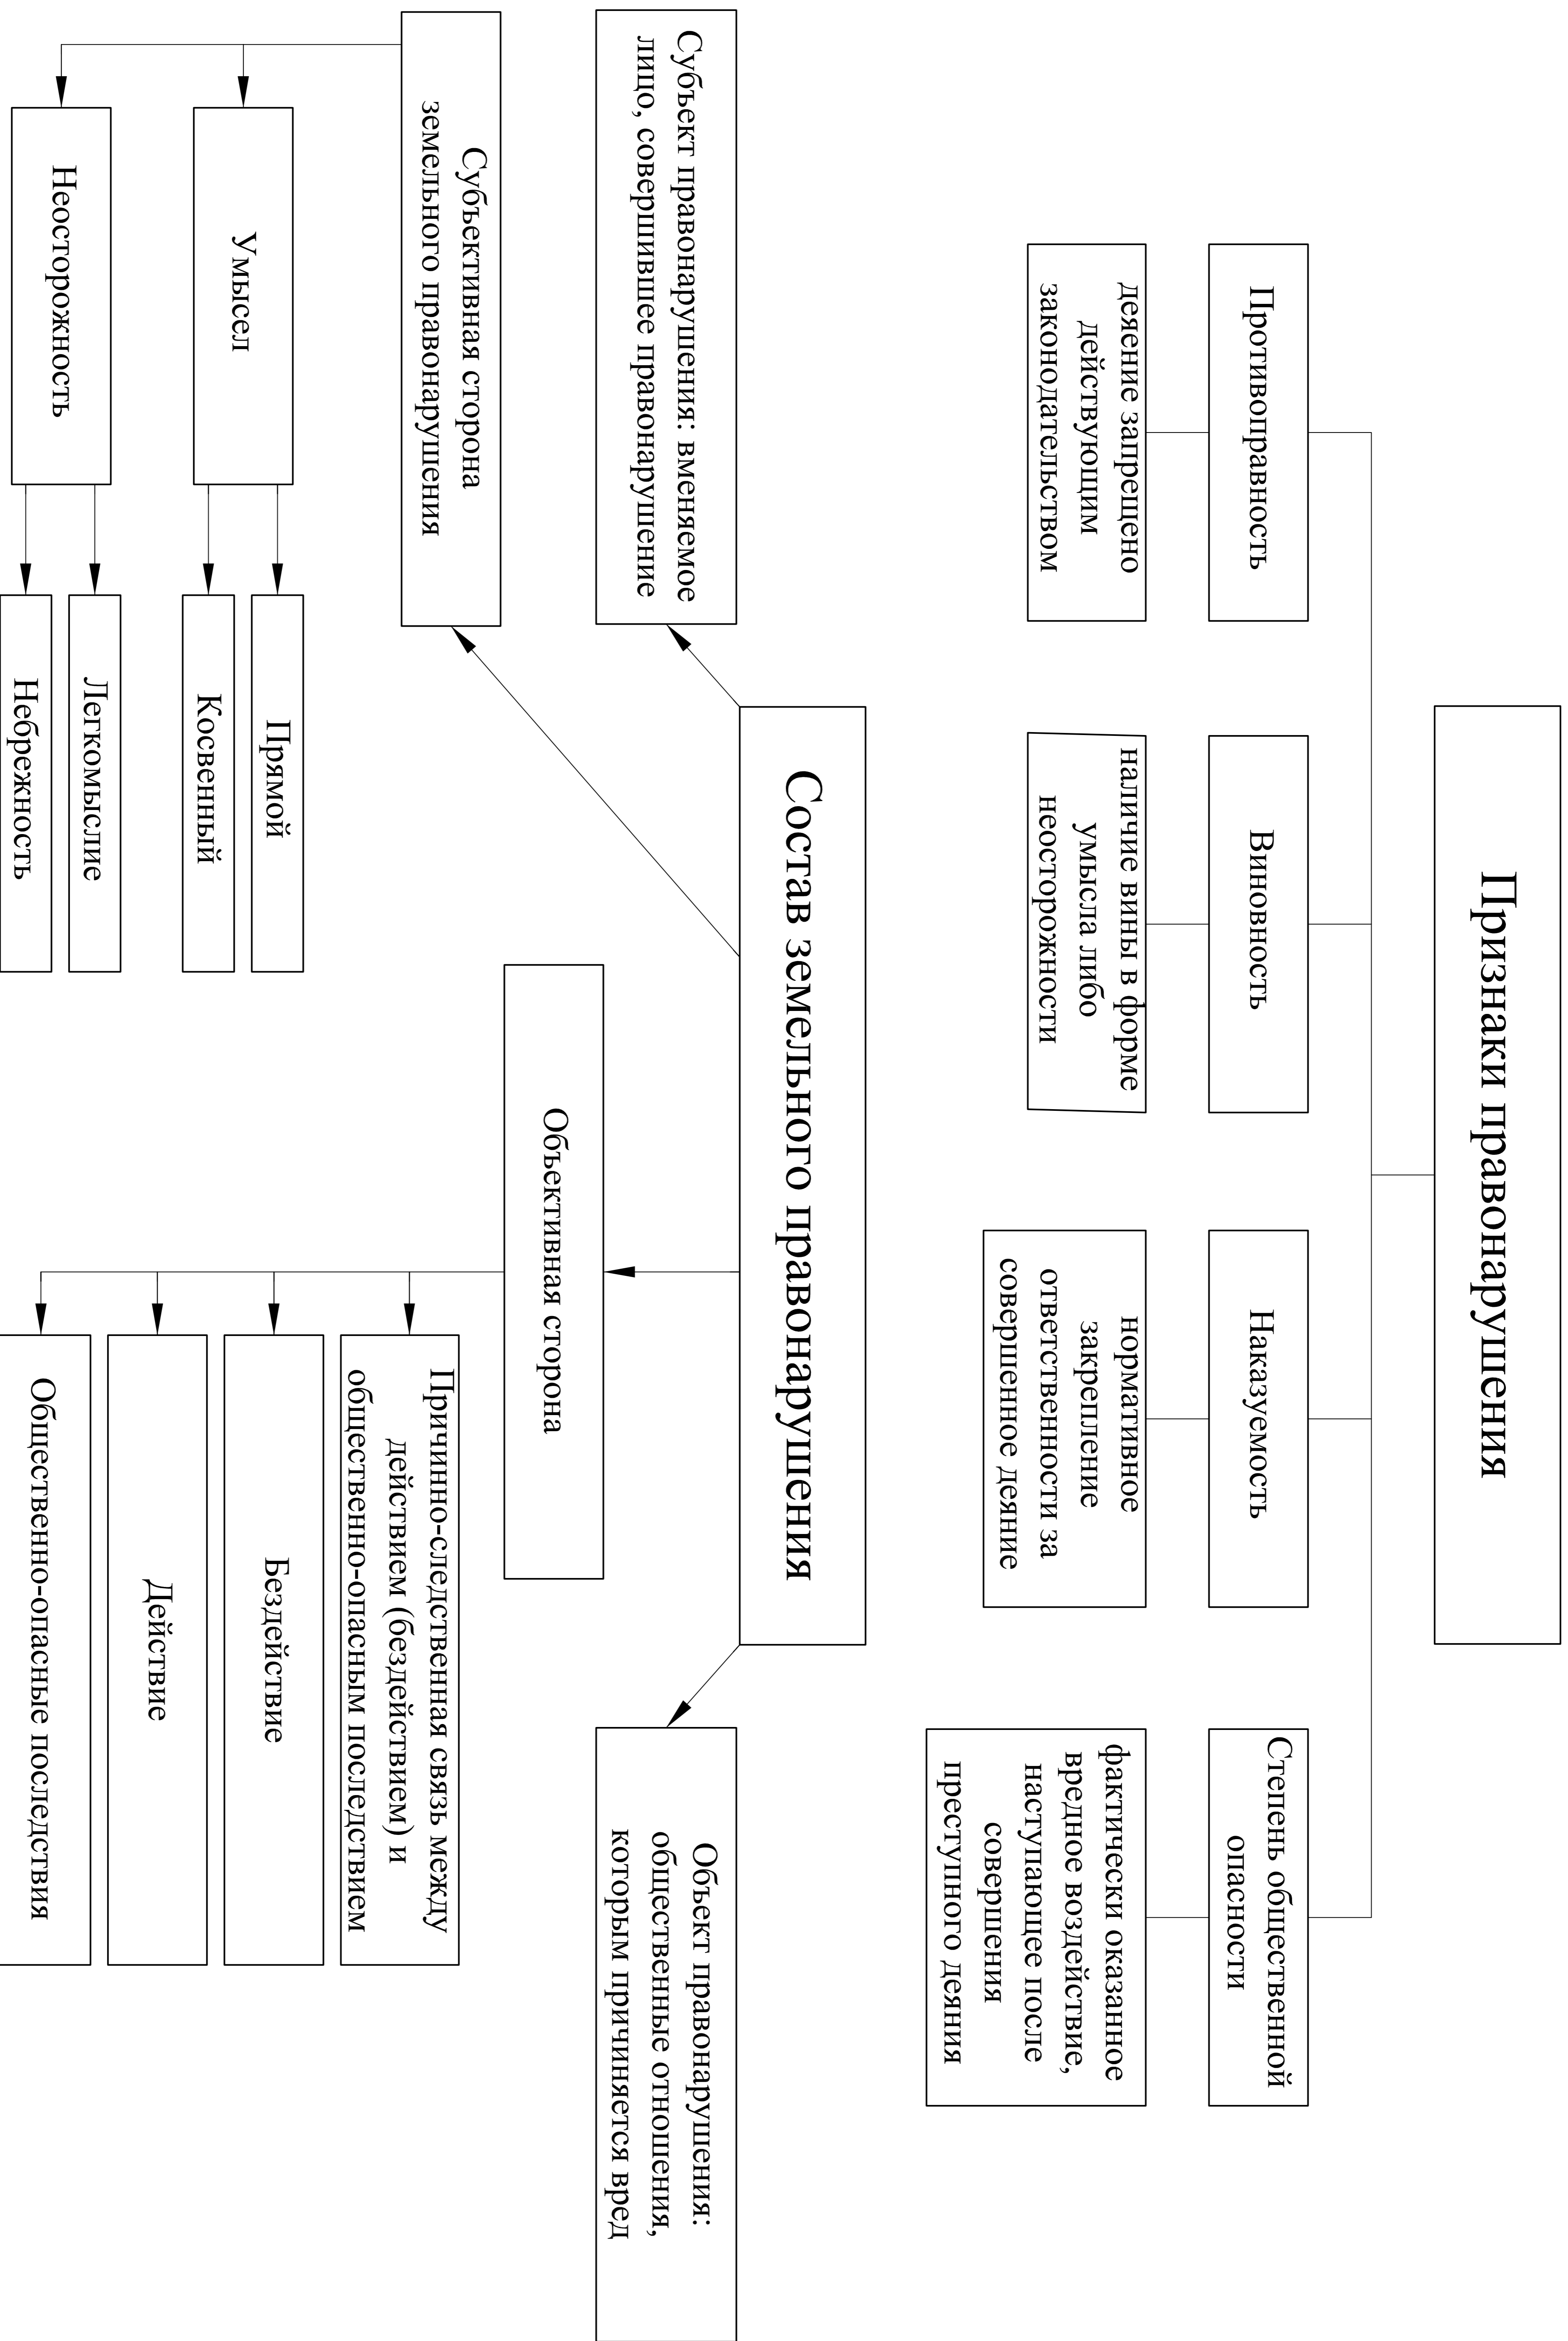 Признаки правонарушения
Противоправность
Виновность
Наказуемость
Степень общественной
опасности
деяение запрещено
действующим
законодательством
наличие вины в форме
умысла либо
неосторожности
нормативное
закрепление
ответственности за
совершенное деяние
фактически оказанное
вредное воздействие,
наступающее после
совершения
преступного деяния
Состав земельного правонарушения
Субъект правонарушения: вменяемое
лицо, совершившее правонарушение
Объект правонарушения:
общественные отношения,
которым причиняется вред
Субъективная сторона
земельного правонарушения
Объективная сторона
Умысел
Прямой
Косвенный
Неосторожность
Легкомыслие
Небрежность
Причинно-следственная связь между
действием (бездействием) и
общественно-опасным последствием
Бездействие
Действие
Общественно-опасные последствия